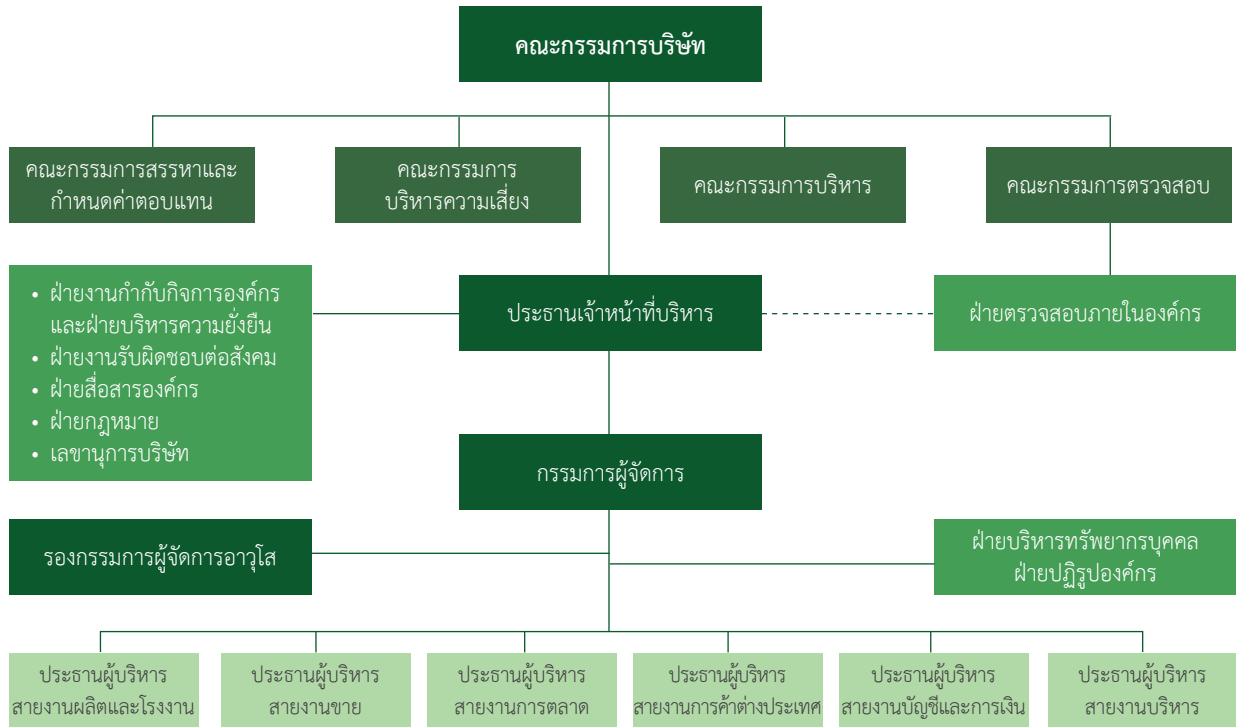 คณะกรรมการบริษัท
คณะกรรมการสรรหาและ
กำหนดค่าตอบแทน
คณะกรรมการ
บริหารความเสี่ยง
คณะกรรมการบริหาร
คณะกรรมการตรวจสอบ
• ฝ่ายงานกำกับกิจการองค์กร
และฝ่ายบริหารความยั่งยืน
• ฝ่ายงานรับผิดชอบต่อสังคม
• ฝ่ายสื่อสารองค์กร
• ฝ่ายกฎหมาย
• เลขานุการบริษัท
ประธานเจ้าหน้าที่บริหาร
ฝ่ายตรวจสอบภายในองค์กร
กรรมการผู้จัดการ
รองกรรมการผู้จัดการอาวุโส
ฝ่ายบริหารทรัพยากรบุคคล
ฝ่ายปฏิรูปองค์กร
ประธานผู้บริหาร
สายงานผลิตและโรงงาน
ประธานผู้บริหาร
สายงานขาย
ประธานผู้บริหาร
สายงานการตลาด
ประธานผู้บริหาร
สายงานการค้าต่างประเทศ
ประธานผู้บริหาร
สายงานบัญชีและการเงิน
ประธานผู้บริหาร
สายงานบริหาร